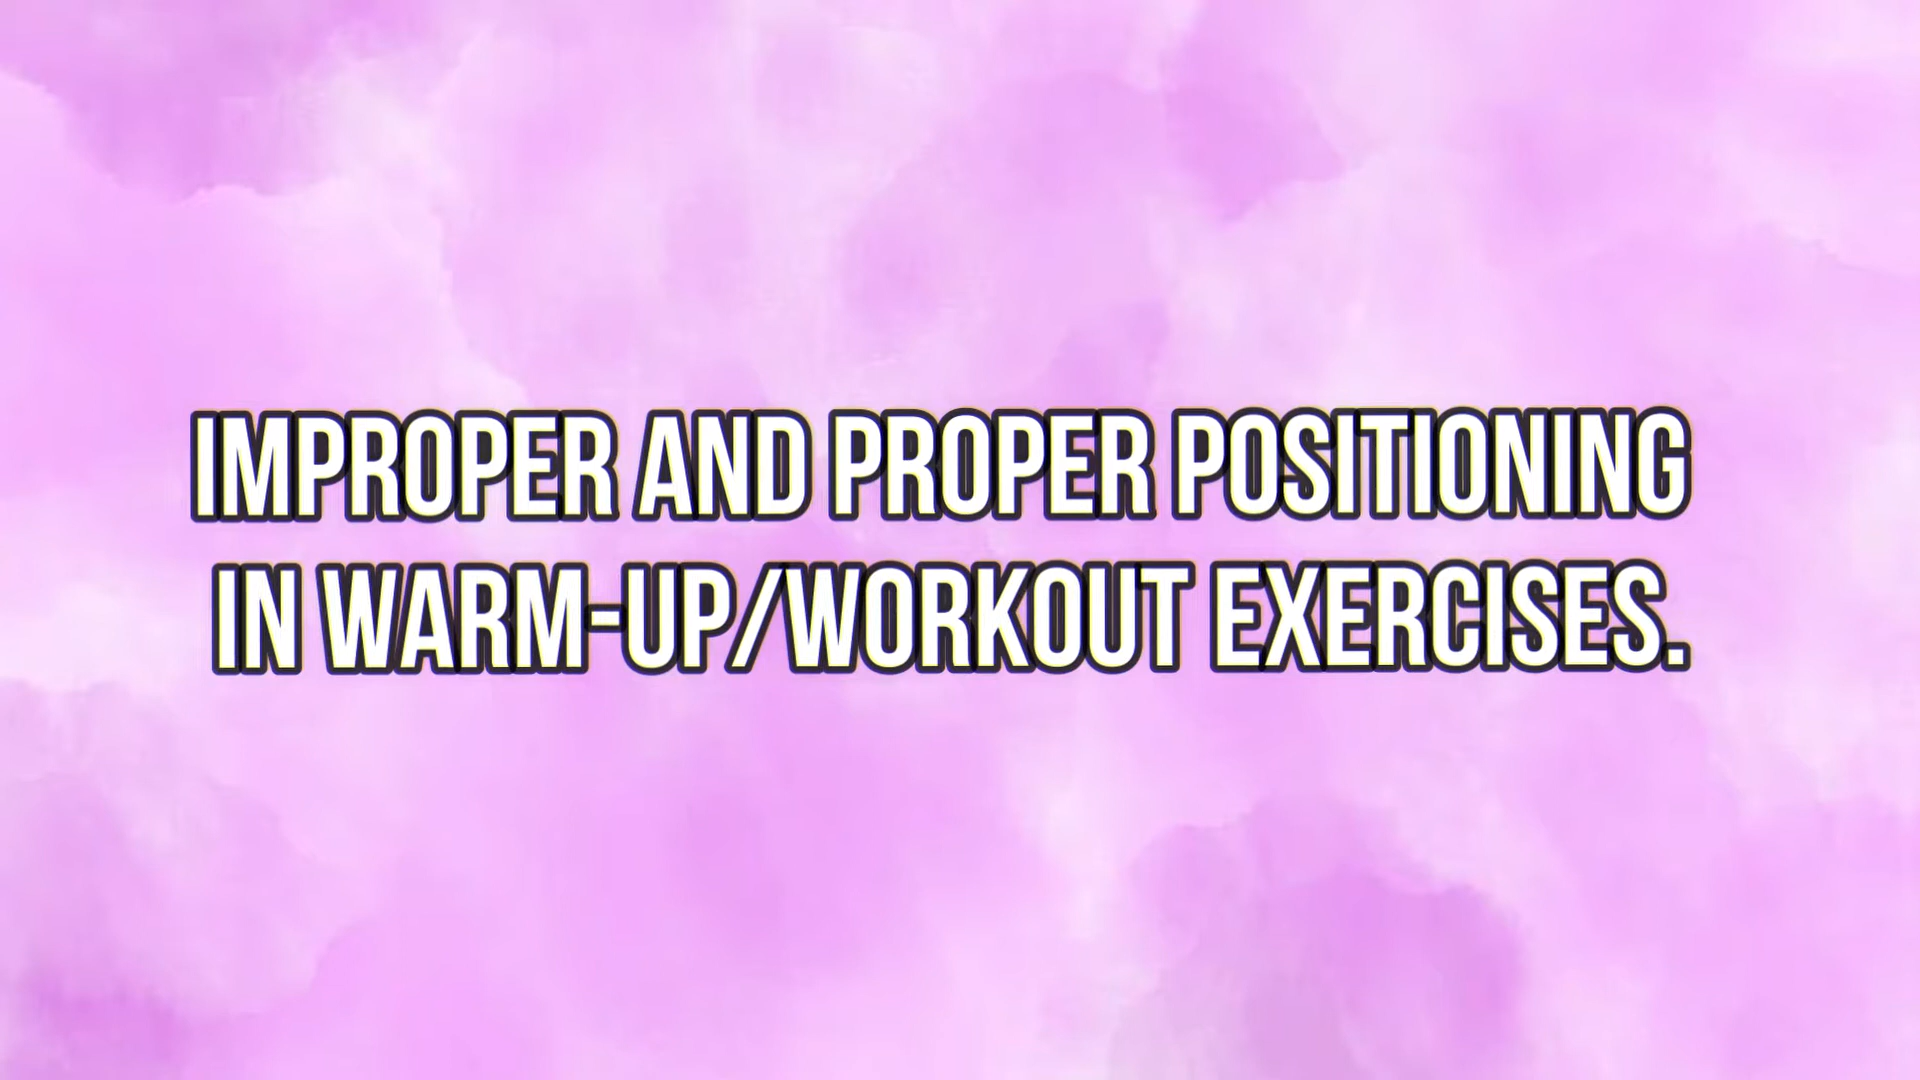 IMPROPER AND PROPER POSITIONING
IN WARM-UP/WORKOUT EXERCISES.